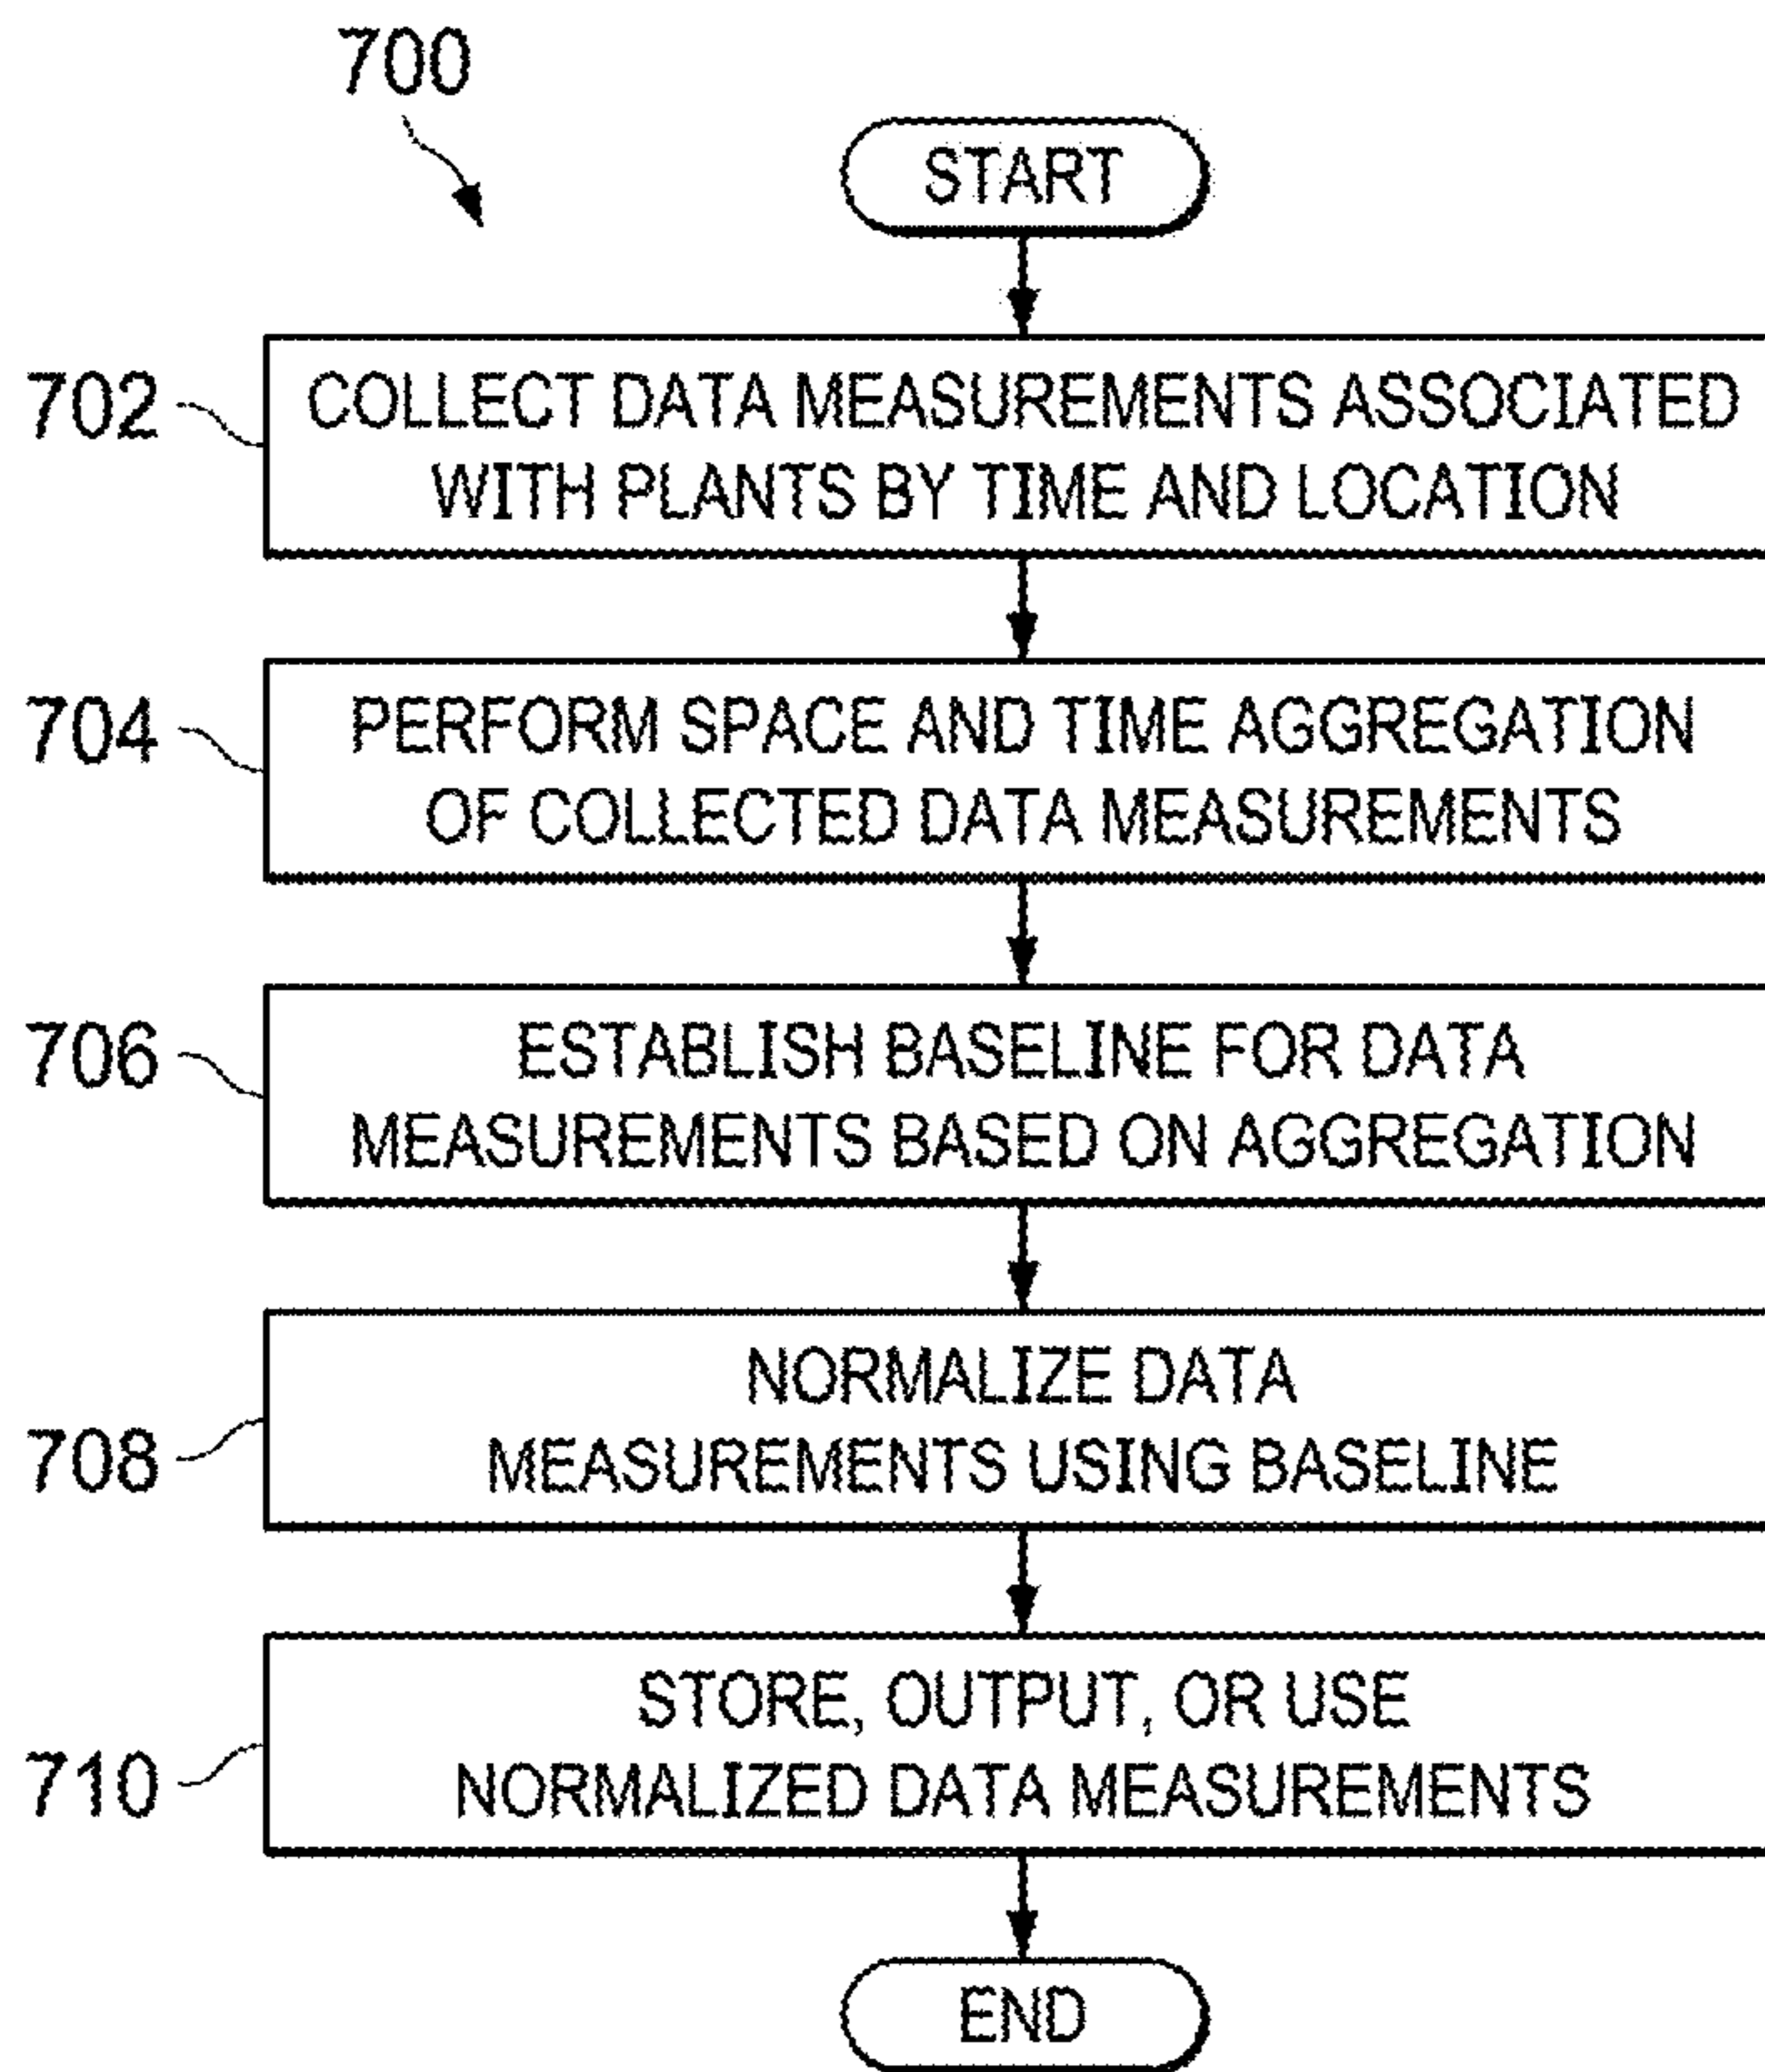 700
START
702
COLLECT DATA MEASUREMENTS ASSOCIATED
WITH PLANTS BY TIME AND LOCATION
704
PERFORM SPACE AND TIME AGGREGATION
OF COLLECTED DATA MEASUREMENTS
706
ESTABLISH BASELINE FOR DATA
MEASUREMENTS BASED ON AGGREGATION
708
NORMALIZE DATA
MEASUREMENTS USING BASELINE
710
STORE, OUTPUT, OR USE
NORMALIZED DATA MEASUREMENTS
END